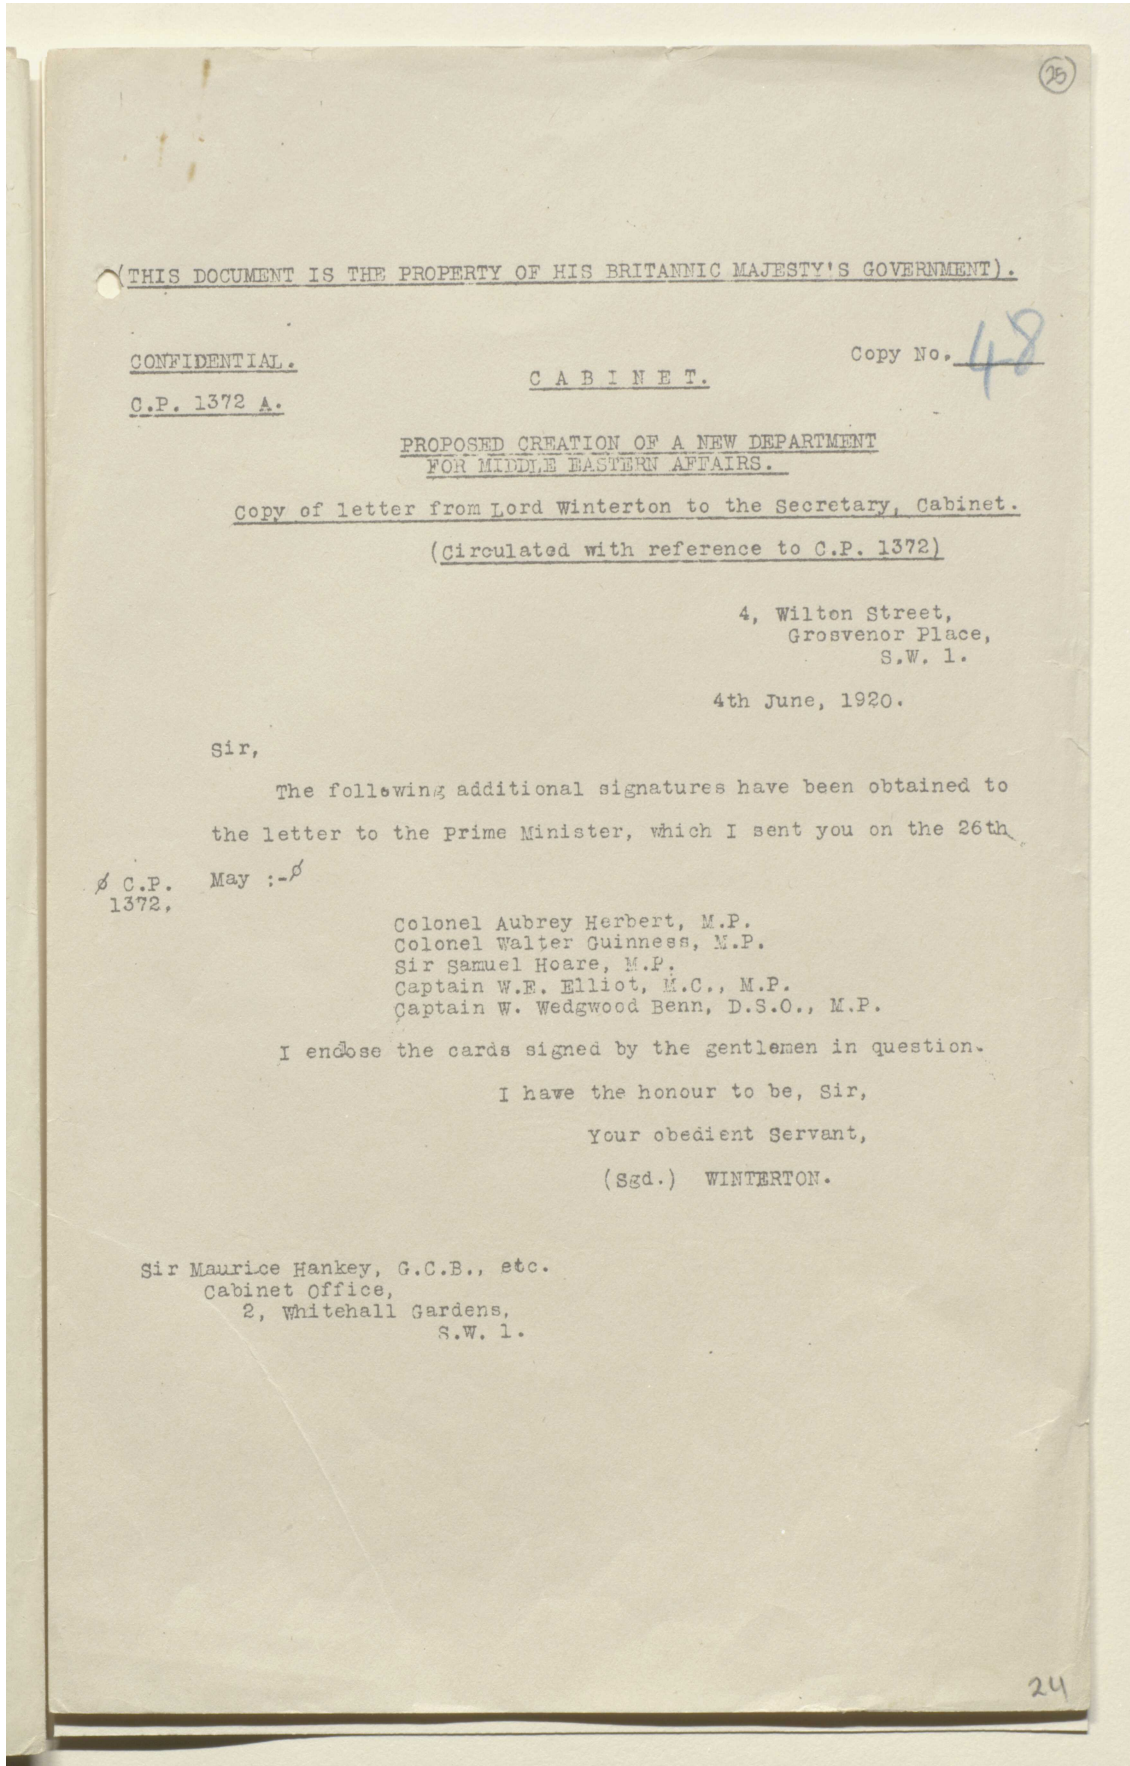 25
(THIS DOCUMENT IS THE PROPERTY OF HIS BRITANNIC MAJESTY'S GOVERNMENT).
Copy No. 48
CONFIDENTIAL.
CABINET.
C.P. 1372 A.
PROPOSED CREATION OF A NEW DEPARTMENT
FOR MIDDLE EASTERN AFFAIRS.
Copy of letter from Lord Winterton to the Secretary, Cabinet.
(Circulated with reference to C.P. 1372)
4, Wilton Street,
Grosvenor Place,
S.W. 1.
4th June, 1920.
Sir,
The following additional signatures have been obtained to
the letter to the Prime Minister, which I sent you on the 26th
May :-ø
ø C.P.
1372.
Colonel Aubrey Herbert, M.P.
Colonel Walter Guinness, M.P.
Sir Samuel Hoare, M.P.
Captain W.E. Elliot, M.C., M.P.
Captain W. Wedgwood Benn, D.S.O., M.P.
I enclose the cards signed by the gentlemen in question.
I have the honour to be, Sir,
Your obedient Servant,
(Sgd.) WINTERTON.
Sir Maurice Hankey, G.C.B., etc.
Cabinet Office,
2, Whitehall Gardens,
S.W. 1.
24